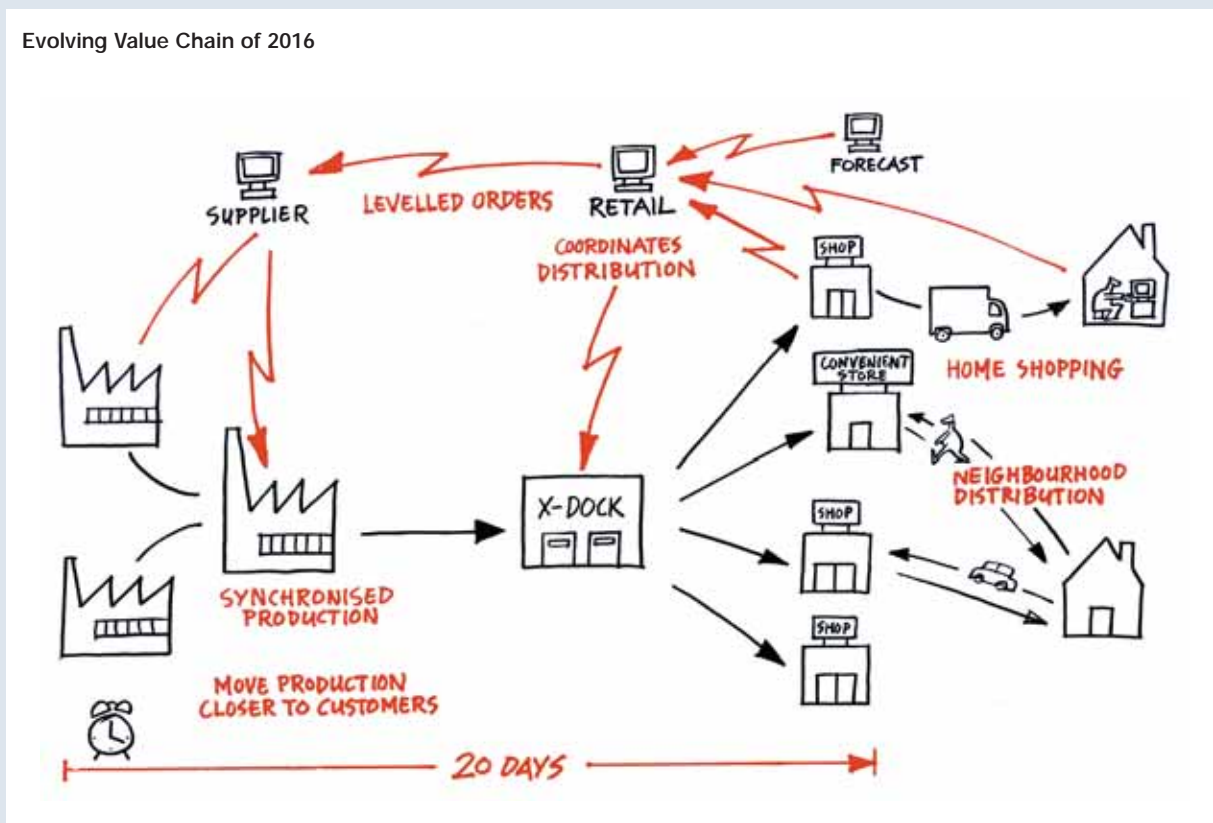 Evolving Value Chain of 2016
FORECAST
SUPPLIER
LEVELLED ORDERS
RETAIL
COORDINATES
DISTRIBUTION
SHOP
HOME SHOPPING
CONVENIENT
STORE
NEIGHBOURHOOD
DISTRIBUTION
X-DOCK
SHOP
SYNCHRONISED
PRODUCTION
SHOP
MOVE PRODUCTION
CLOSER TO CUSTOMERS
20 DAYS